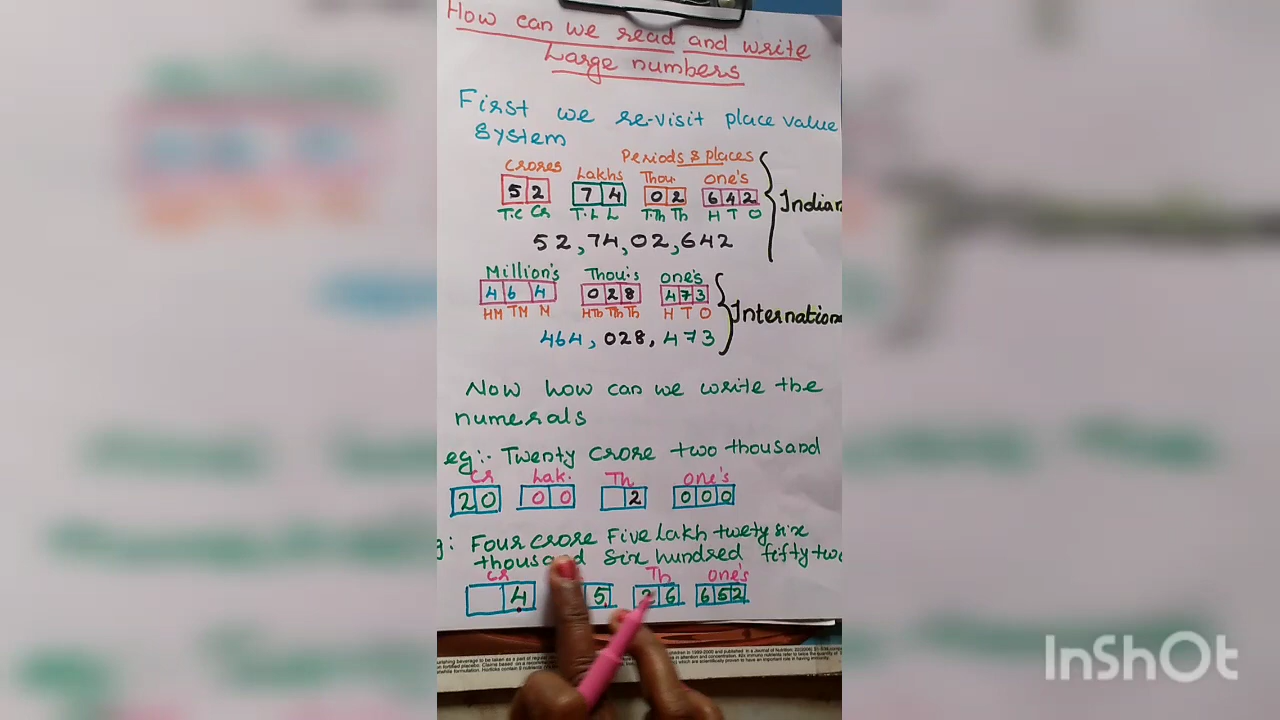 How can we read and write
Large numbers
First we re-visit place value
system
Periods & places
Crores Lakhs Thou. one's
5 2 7 4 0 2 6 4 2
T.C Cr T.L L T.Th Th H T O
Indian
52,74,02,642
Million's Thou's one's
4 6 4 0 2 8 4 7 3
HM TM M HTh TTh Th H T O
Internationa
464, 028, 473
Now how can we write the
numerals
eg:- Twenty crore two thousand
Cr Lak. Th one's
2 0 0 0 2 0 0 0
: Four crore Five lakh twety six
thousand six hundred fifty two
Cr Th one's
4 5 2 6 6 5 2
InShOt